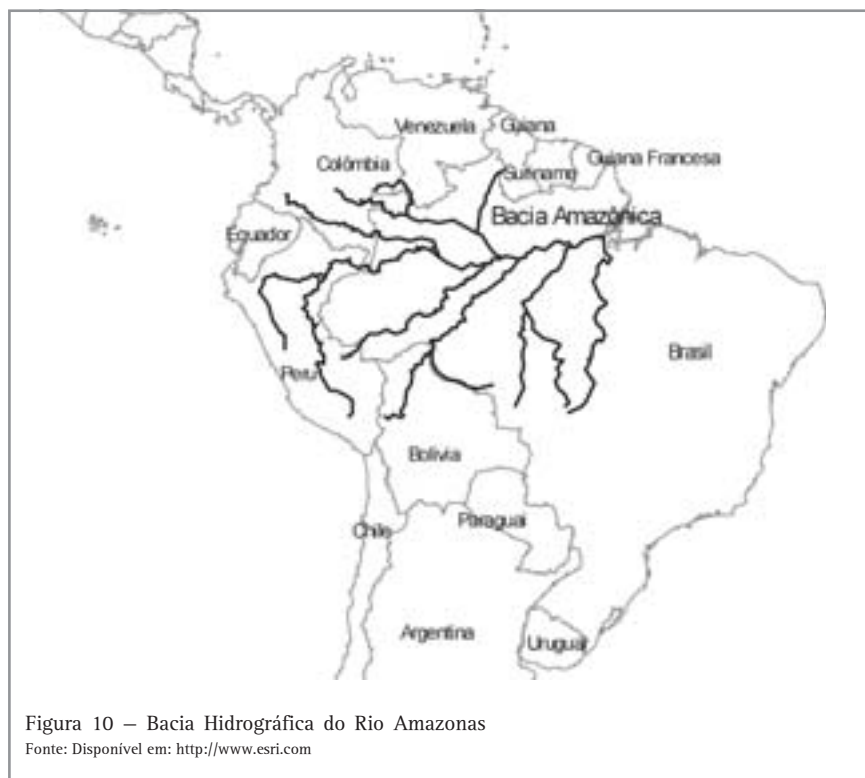 Venezuela
Guiana
Colômbia
Guiana Francesa
Suriname
Bacia Amazônica
Equador
Brasil
Peru
Bolívia
Paraguai
Chile
Argentina
Uruguai
Figura 10 – Bacia Hidrográfica do Rio Amazonas
Fonte: Disponível em: http://www.esri.com